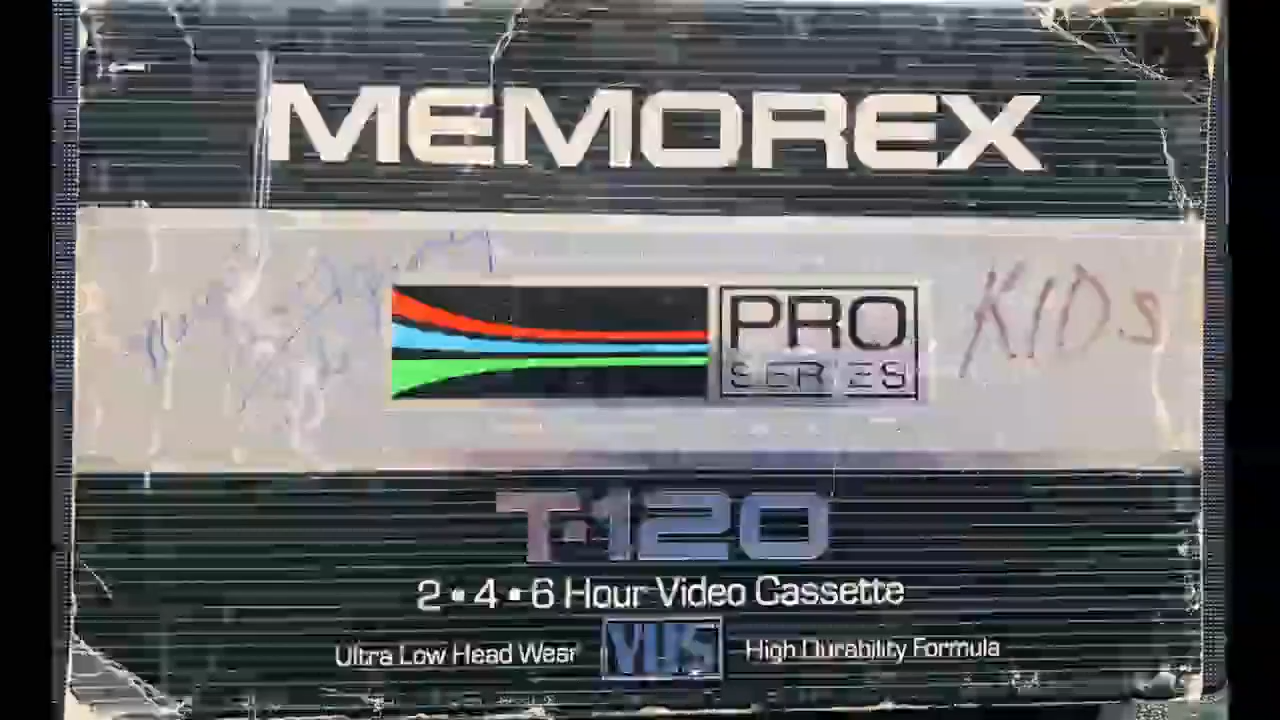 MEMOREX
PRO
SERIES
KIDS
T-120
2 • 4 • 6 Hour Video Cassette
Ultra Low Head Wear
VHS
High Durability Formula